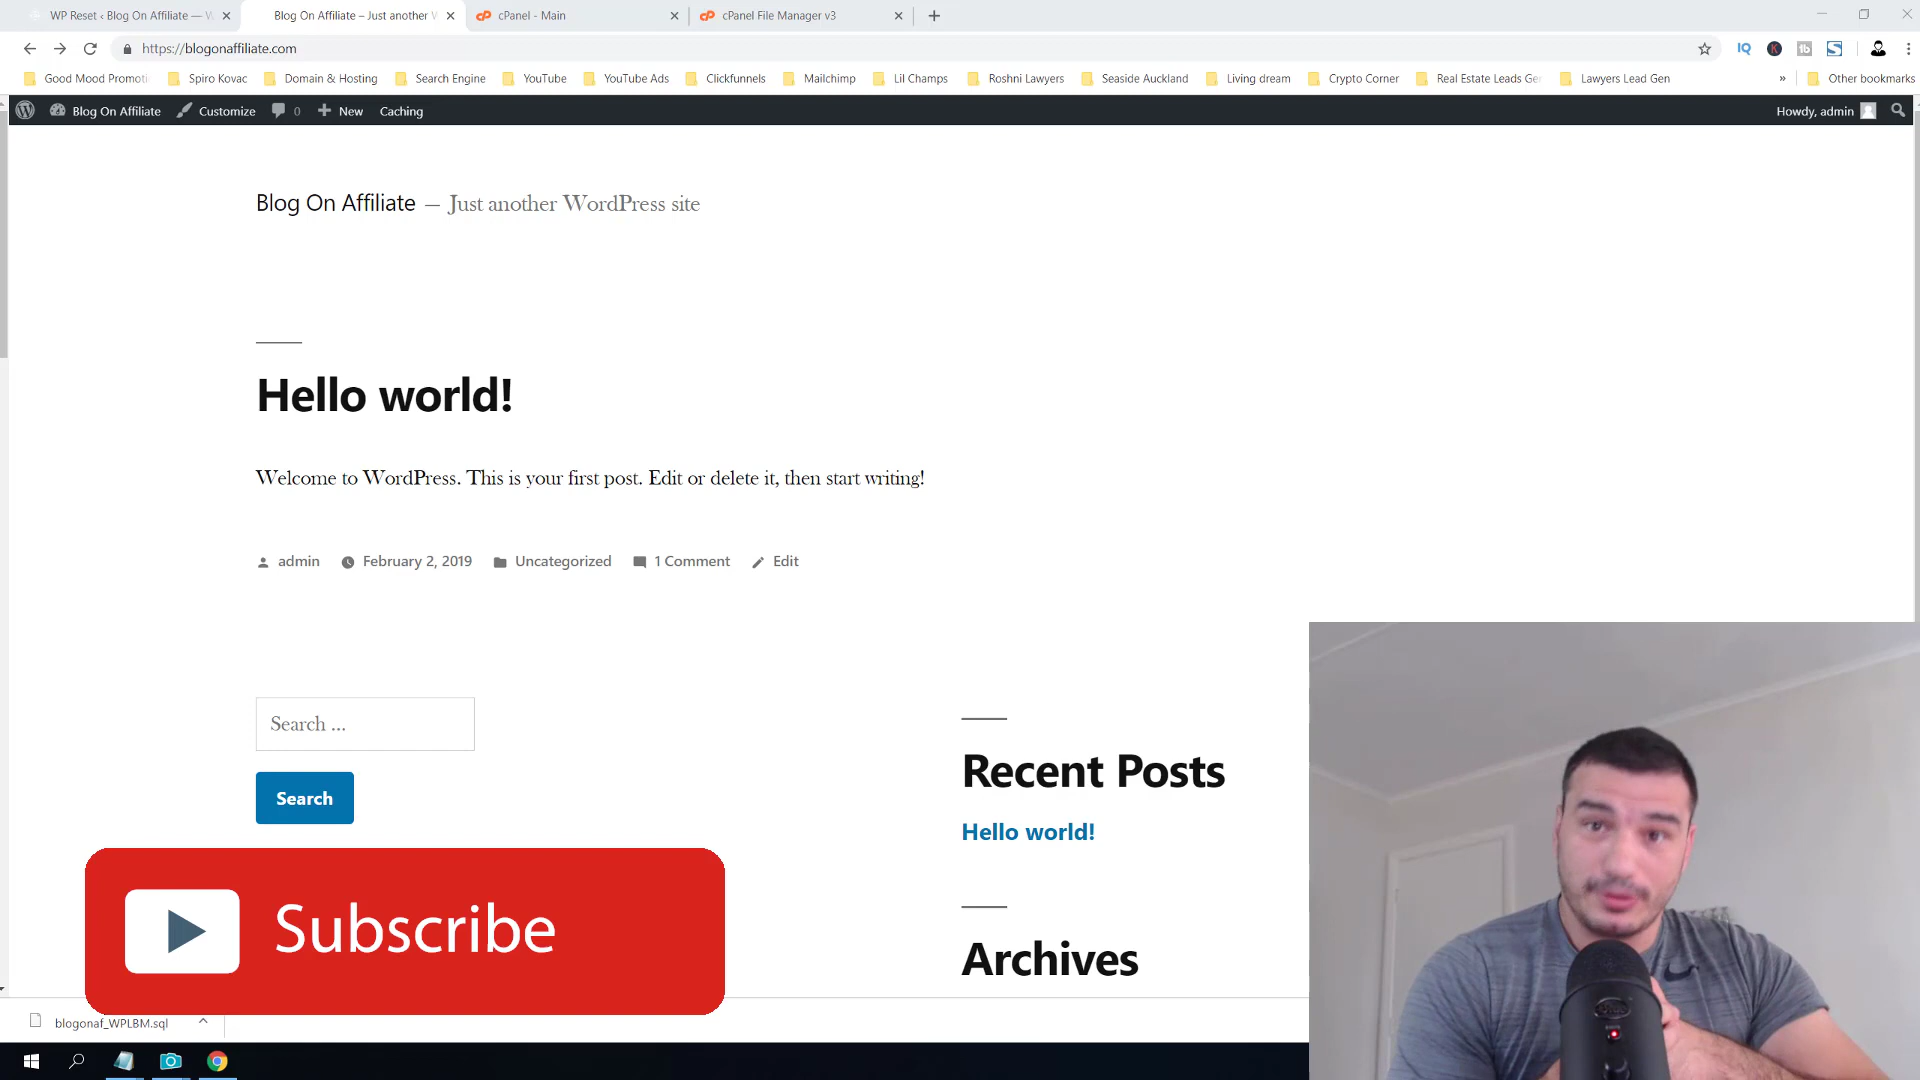 WP Reset ‹ Blog On Affiliate —
Blog On Affiliate – Just another
cPanel - Main
cPanel File Manager v3
https://blogonaffiliate.com
IQ
K
tb
S
Good Mood Promoti
Spiro Kovac
Domain & Hosting
Search Engine
YouTube
YouTube Ads
Clickfunnels
Mailchimp
Lil Champs
Roshni Lawyers
Seaside Auckland
Living dream
Crypto Corner
Real Estate Leads Ge
Lawyers Lead Gen
»
Other bookmarks
Blog On Affiliate
Customize
0
New
Caching
Howdy, admin
Blog On Affiliate — Just another WordPress site
Hello world!
Welcome to WordPress. This is your first post. Edit or delete it, then start writing!
admin
February 2, 2019
Uncategorized
1 Comment
Edit
Search ...
Search
Recent Posts
Hello world!
Archives
Subscribe
blogonaf_WPLBM.sql